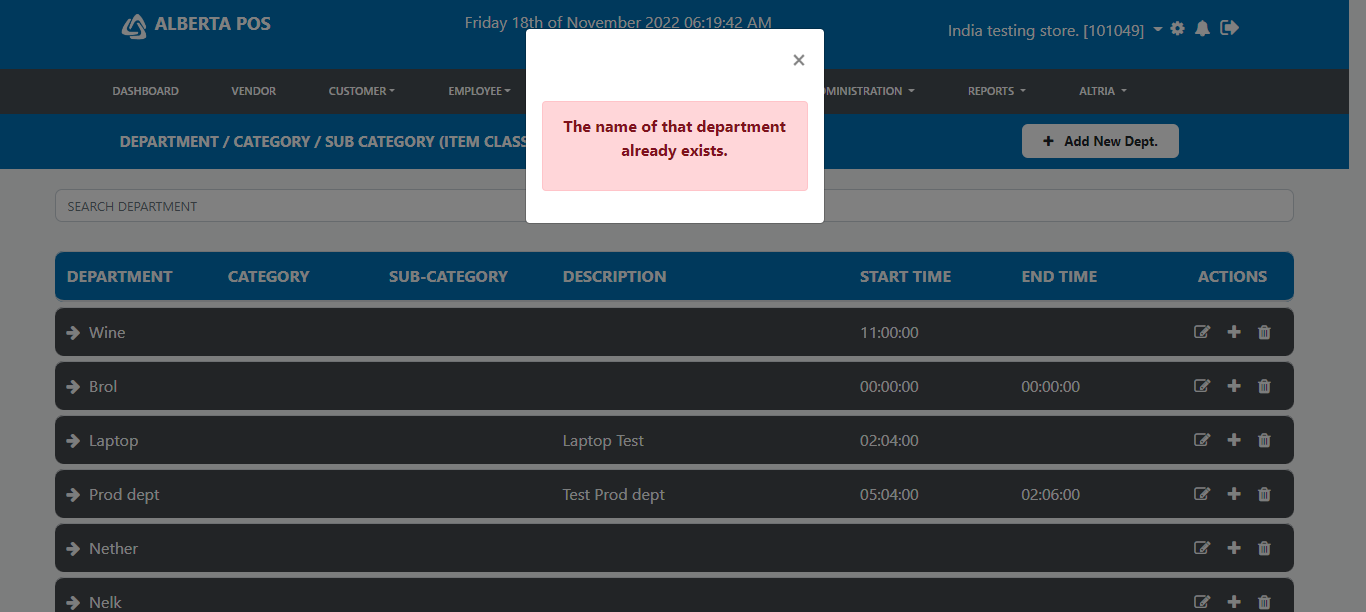 ALBERTA POS
Friday 18th of November 2022 06:19:42 AM
India testing store. [101049]
×
DASHBOARD
VENDOR
CUSTOMER
EMPLOYEE
REPORTS
ALTRIA
The name of that department
already exists.
DEPARTMENT / CATEGORY / SUB CATEGORY (ITEM CLASS
+ Add New Dept.
SEARCH DEPARTMENT
DEPARTMENT CATEGORY SUB-CATEGORY DESCRIPTION START TIME END TIME ACTIONS
Wine 11:00:00
Brol 00:00:00 00:00:00
Laptop Laptop Test 02:04:00
Prod dept Test Prod dept 05:04:00 02:06:00
Nether
Nelk